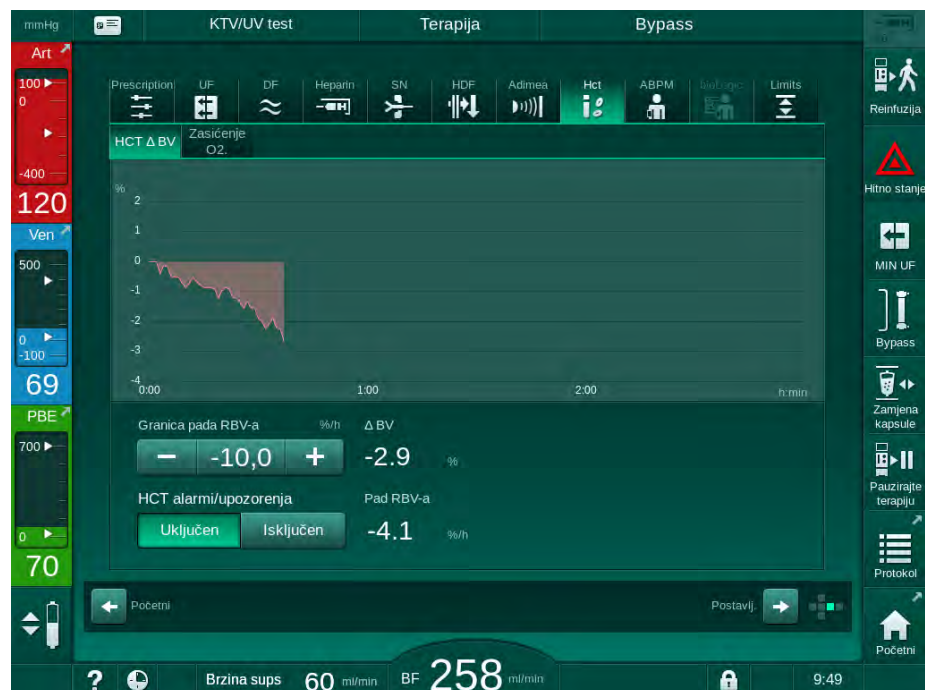 mmHg
KTV/UV test
Terapija
Bypass
Art
100
0
-400
120
Ven
500
0
-100
69
PBE
700
0
70
Prescription
UF
DF
Heparin
SN
HDF
Adimea
Hct
ABPM
bioLogic
Limits
HCT Δ BV
Zasićenje
O2.
%
2
1
0
-1
-2
-3
-4
0:00
1:00
2:00
h:min
Granica pada RBV-a %/h
Δ BV
-10,0
-2.9 %
HCT alarmi/upozorenja
Pad RBV-a
Uključen
Isključen
-4.1 %/h
Početni
Postavlj.
Reinfuzija
Hitno stanje
MIN UF
Bypass
Zamjena
kapsule
Pauzirajte
terapiju
Protokol
Početni
?
Brzina sups 60 ml/min
BF 258 ml/min
9:49